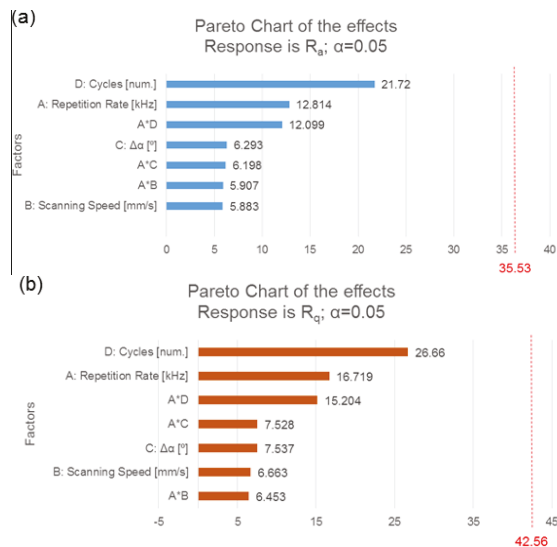 (a)
Pareto Chart of the effects
Response is Ra; α=0.05
Factors
D: Cycles [num.] 21.72
A: Repetition Rate [kHz] 12.814
A*D 12.099
C: Δα [º] 6.293
A*C 6.198
A*B 5.907
B: Scanning Speed [mm/s] 5.883
0 5 10 15 20 25 30 35 40
35.53
(b)
Pareto Chart of the effects
Response is Rq; α=0.05
Factors
D: Cycles [num.] 26.66
A: Repetition Rate [kHz] 16.719
A*D 15.204
A*C 7.528
C: Δα [º] 7.537
B: Scanning Speed [mm/s] 6.663
A*B 6.453
-5 5 15 25 35 45
42.56